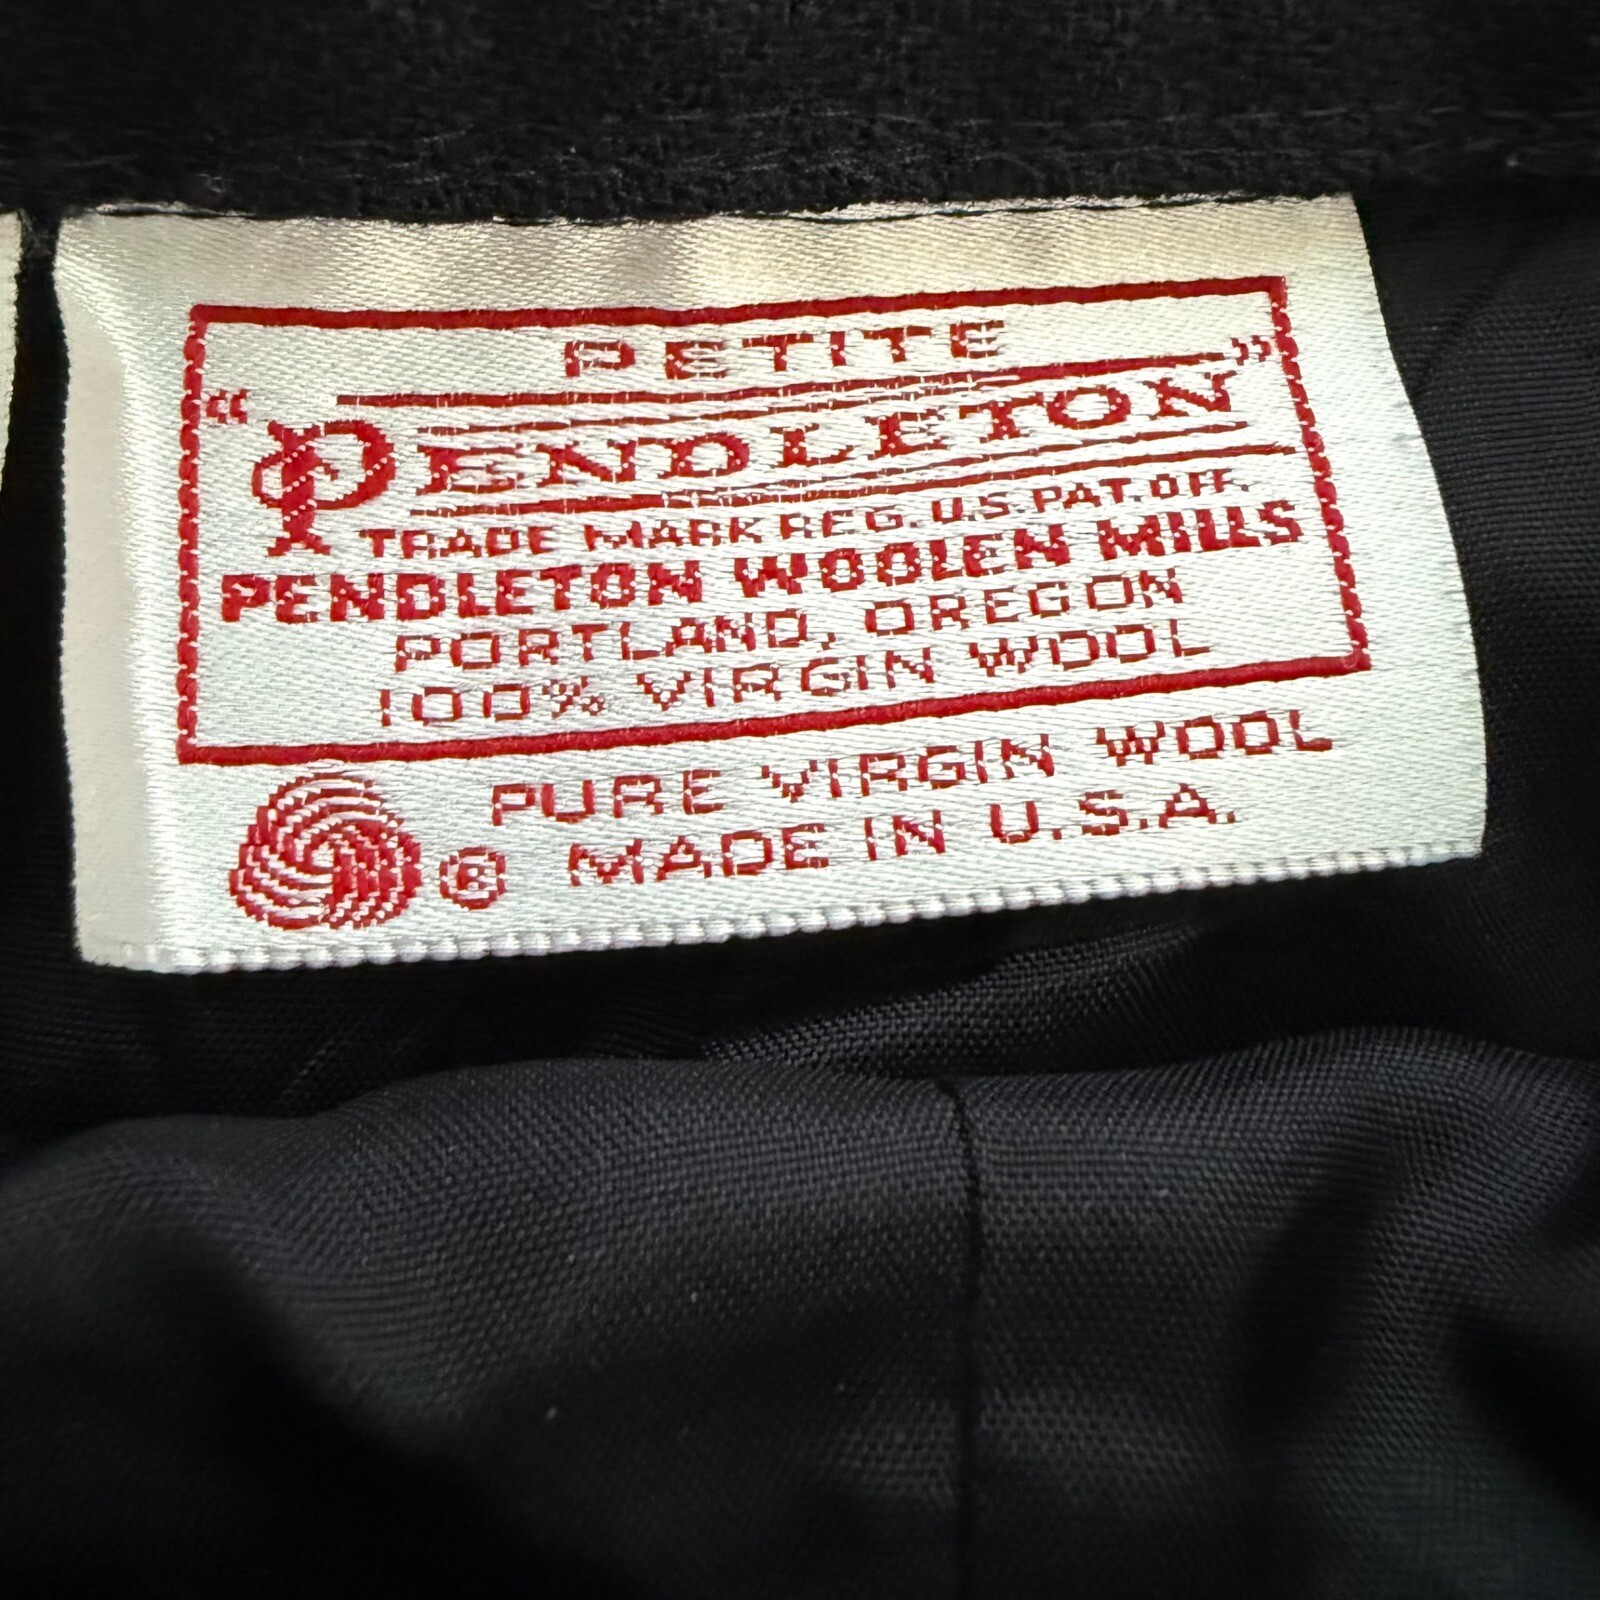 PETITE
"PENDLETON"
TRADE MARK REG. U.S. PAT. OFF.
PENDLETON WOOLEN MILLS
PORTLAND, OREGON
100% VIRGIN WOOL
PURE VIRGIN WOOL
® MADE IN U.S.A.